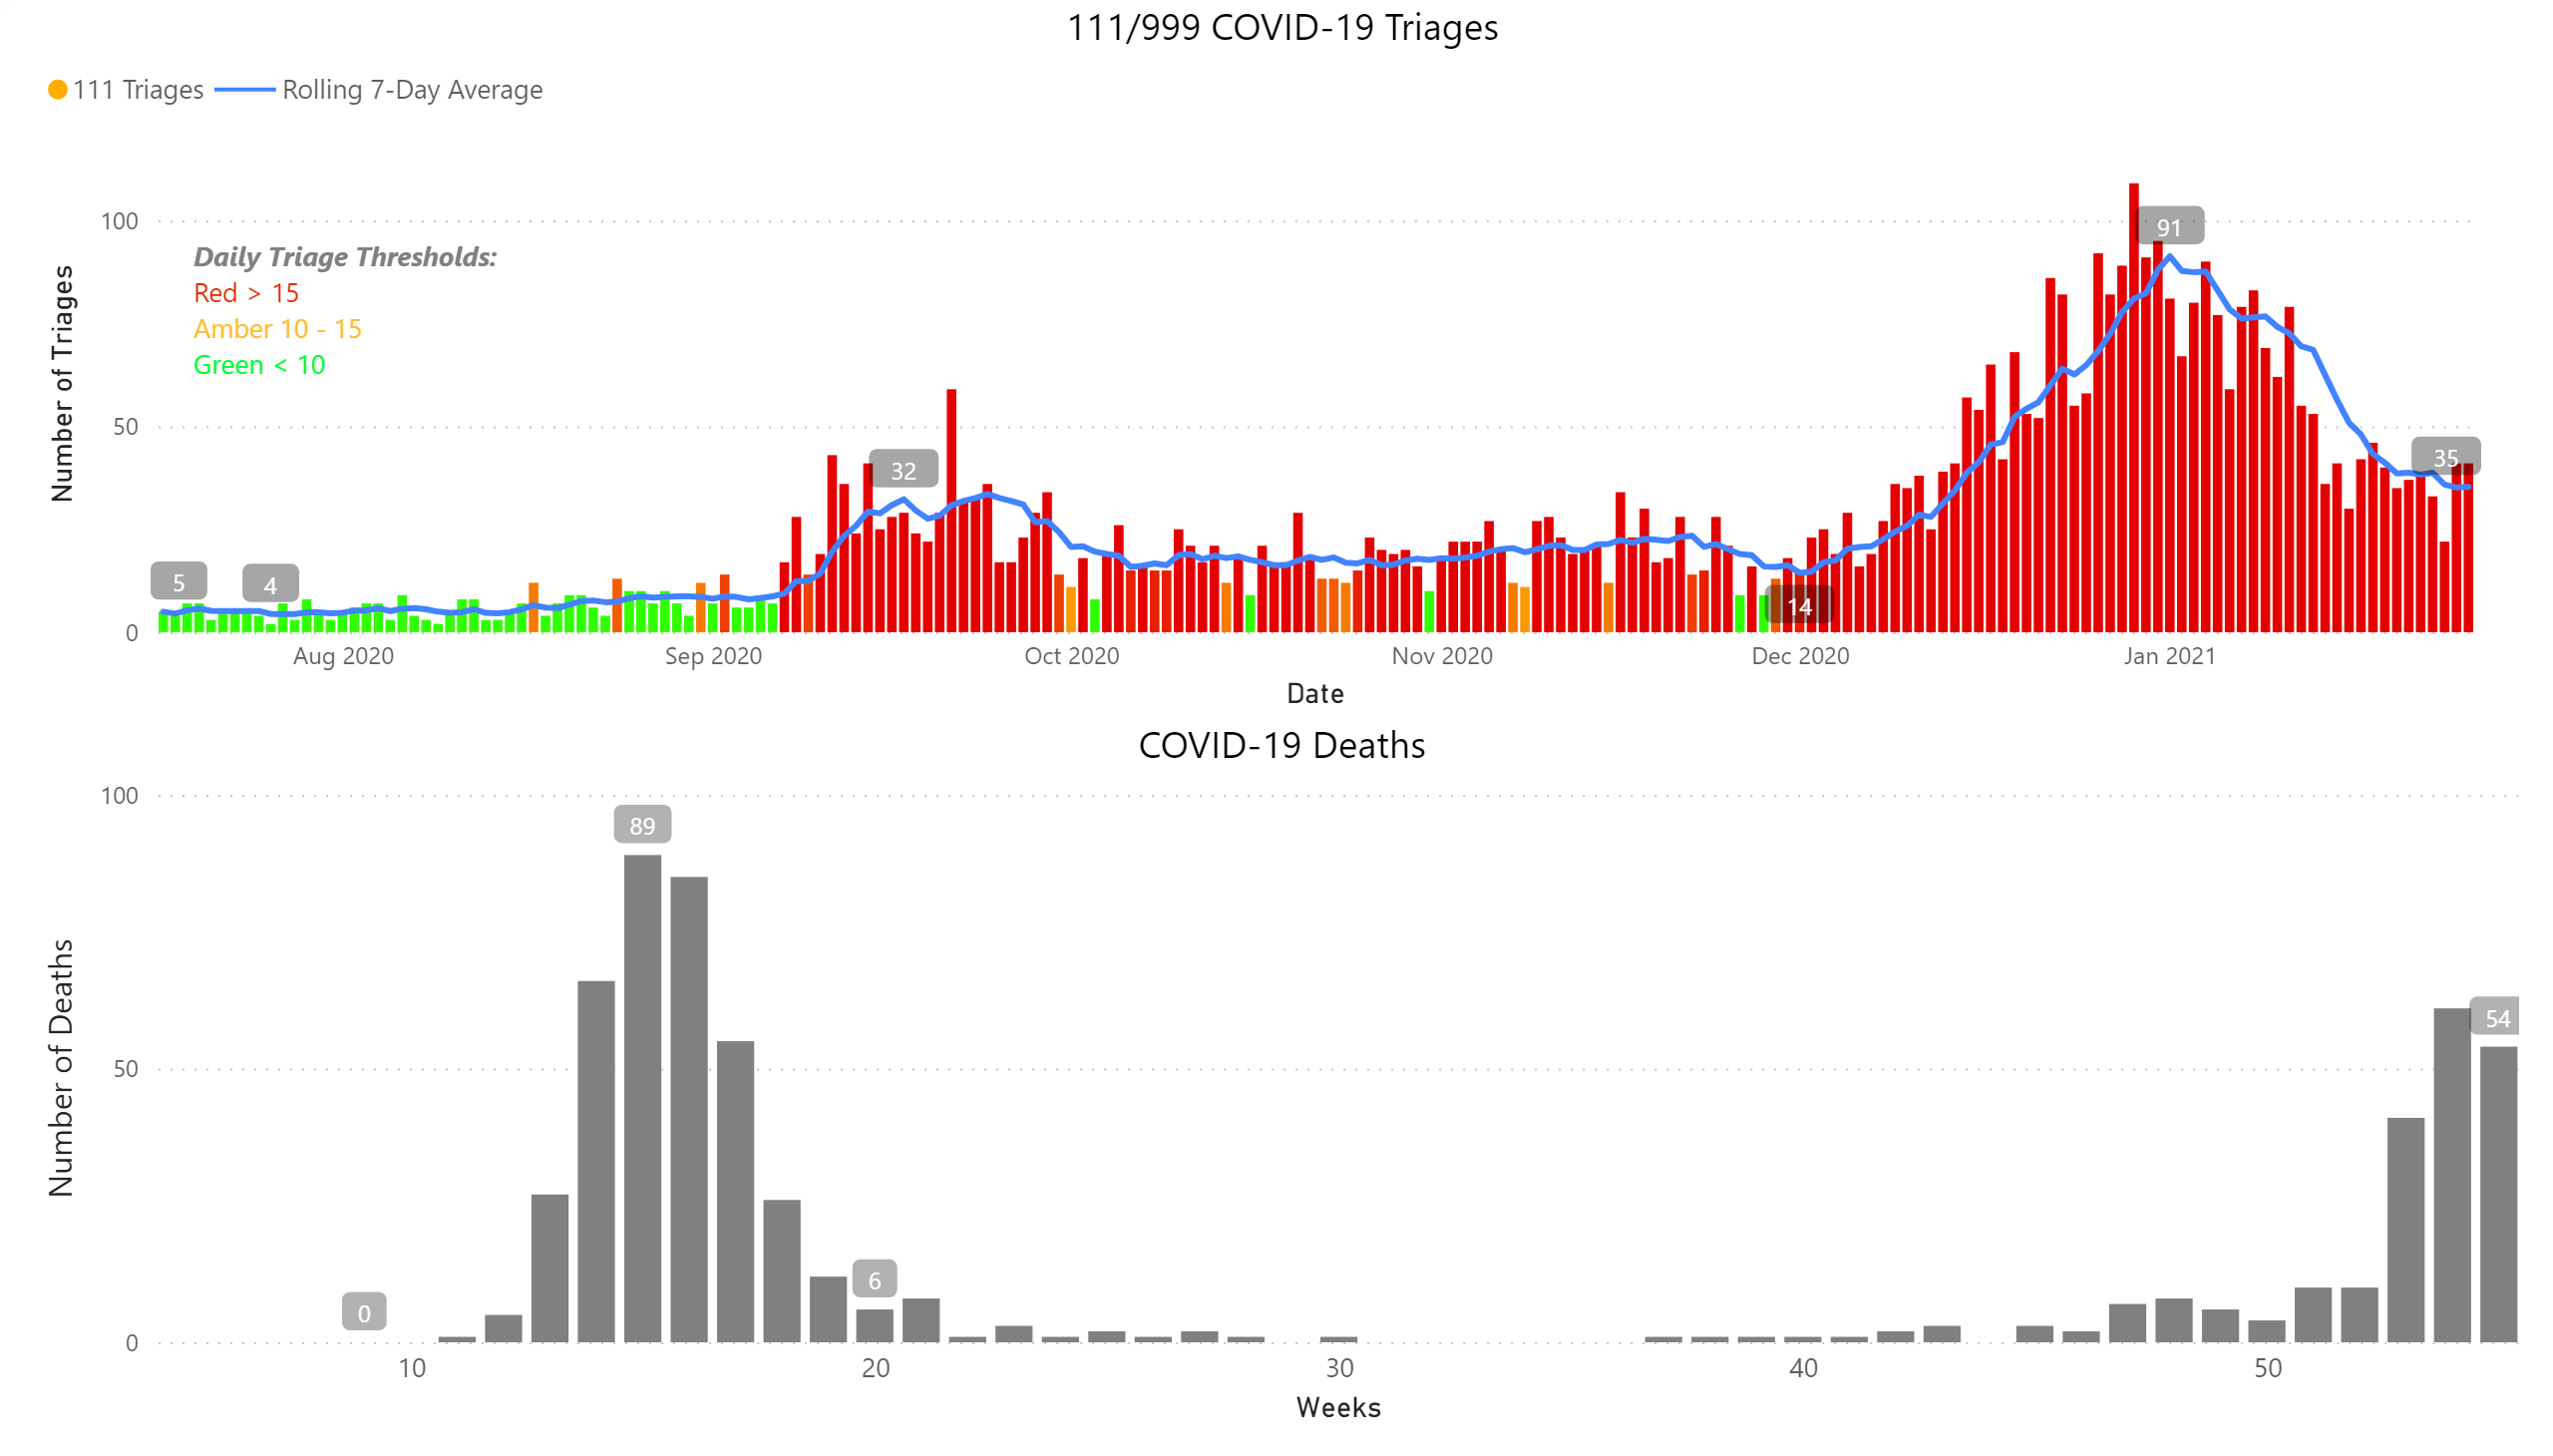 111/999 COVID-19 Triages
111 Triages Rolling 7-Day Average
Number of Triages
100
50
0
Daily Triage Thresholds:
Red > 15
Amber 10 - 15
Green < 10
5
4
32
14
91
35
Aug 2020 Sep 2020 Oct 2020 Nov 2020 Dec 2020 Jan 2021
Date
COVID-19 Deaths
Number of Deaths
100
50
0
0
89
6
54
10 20 30 40 50
Weeks